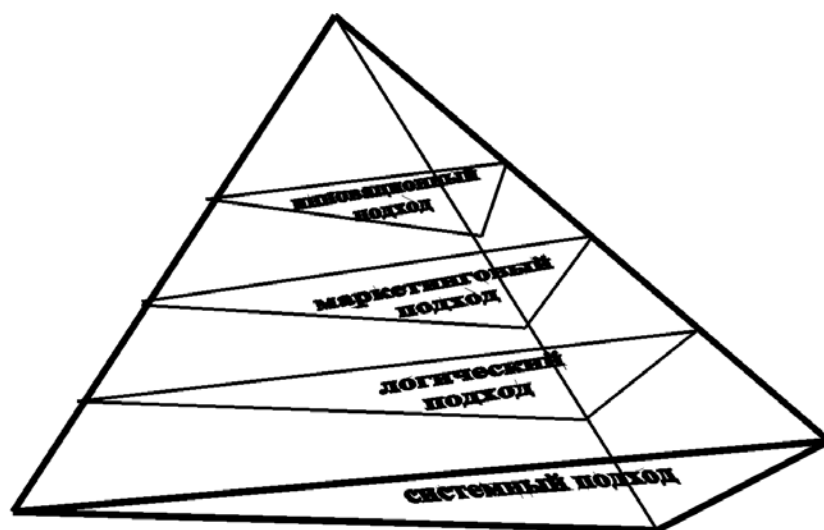 инновационный
подход
маркетинговый
подход
логический
подход
системный подход